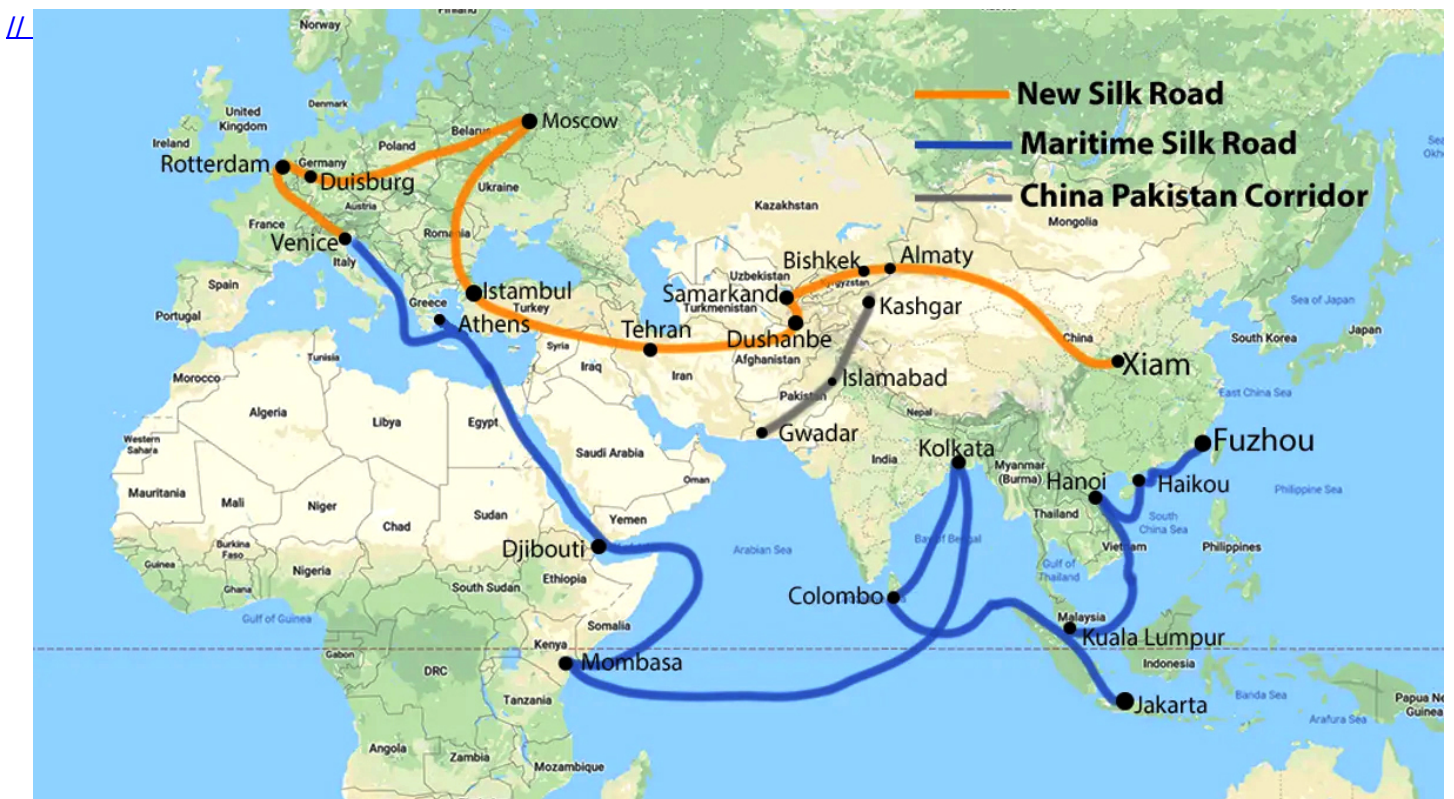 //
Norway
Finland
New Silk Road
United
Kingdom
Denmark
Moscow
Belarus
Ireland
Poland
Maritime Silk Road
Rotterdam
Germany
Duisburg
Ukraine
China Pakistan Corridor
Austria
Kazakhstan
Mongolia
France
Romania
Venice
Italy
Bishkek
Almaty
Uzbekistan
Kyrgyzstan
Spain
Istambul
Samarkand
Turkmenistan
Kashgar
Sea of Japan
Greece
Turkey
Portugal
Athens
Tehran
Dushanbe
China
South Korea
Japan
Tunisia
Syria
Afghanistan
Xiam
Iraq
Iran
Morocco
Islamabad
Pakistan
East China Sea
Algeria
Libya
Egypt
Nepal
Gwadar
Western
Sahara
Saudi Arabia
Kolkata
Fuzhou
India
Myanmar
(Burma)
Hanoi
Haikou
Oman
Mauritania
Mali
Niger
Thailand
Philippine Sea
Chad
Sudan
Yemen
South
China Sea
Burkina
Faso
Djibouti
Arabian Sea
Bay of Bengal
Vietnam
Philippines
Guinea
Nigeria
Ethiopia
Gulf of
Thailand
Ghana
South Sudan
Colombo
Gulf of Guinea
Somalia
Malaysia
Kuala Lumpur
Kenya
Gabon
Mombasa
Indonesia
DRC
Tanzania
Jakarta
Banda Sea
Papua Ne
Guinea
Arafura Sea
Angola
Zambia
Mozambique